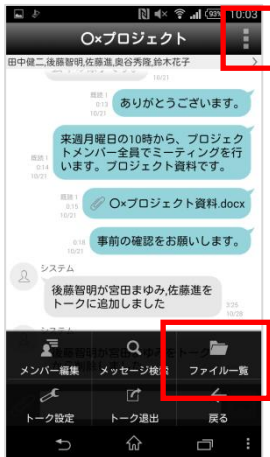 93% 10:03
〇×プロジェクト
田中健二,後藤智明,佐藤進,奥谷秀隆,鈴木花子
10/21
ありがとうございます。
既読 1
0:13
10/21
来週月曜日の10時から、プロジェク
トメンバー全員でミーティングを行
います。プロジェクト資料です。
既読 1
0:14
10/21
〇×プロジェクト資料.docx
既読 1
0:15
10/21
事前の確認をお願いします。
0:18
10/21
システム
後藤智明が宮田まゆみ,佐藤進を
トークに追加しました
3:26
10/28
メンバー編集
メッセージ検索
ファイル一覧
トーク設定
トーク退出
戻る